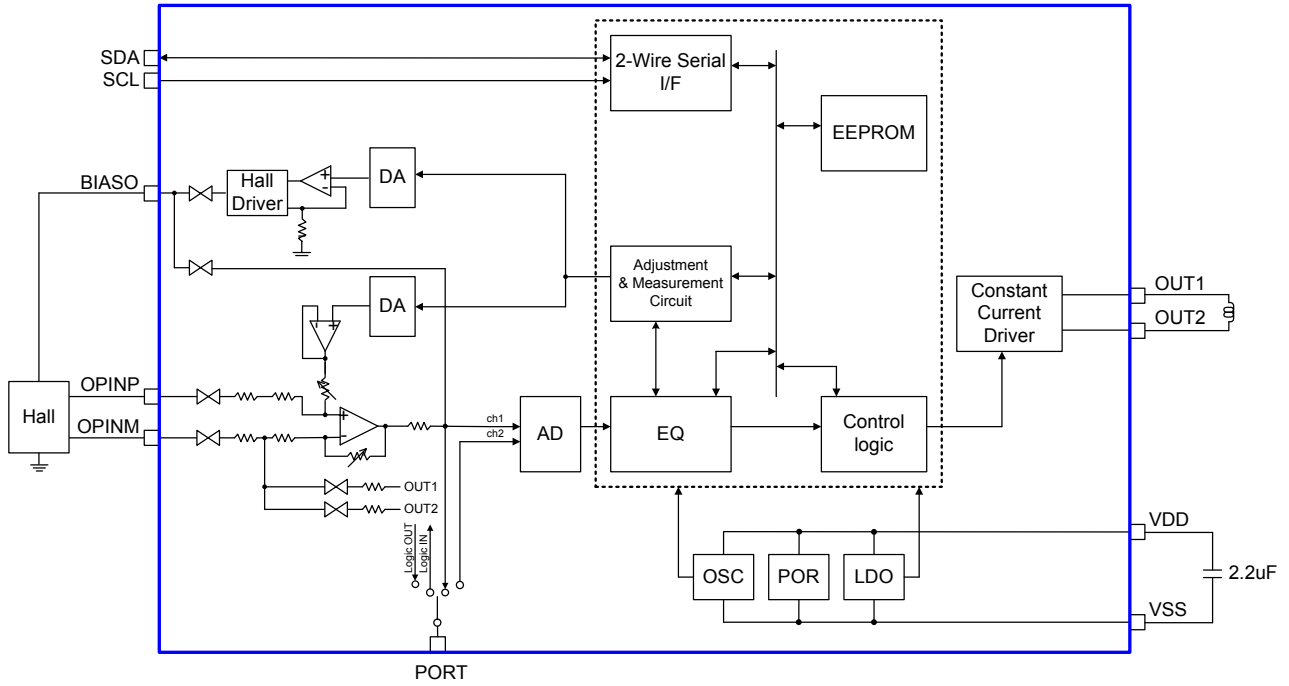 SDA
SCL
2-Wire Serial
I/F
EEPROM
BIASO
Hall
Driver
+
-
DA
Adjustment
& Measurement
Circuit
DA
-
+
Constant
Current
Driver
OUT1
OUT2
Hall
OPINP
OPINM
+
-
ch1
ch2
AD
EQ
Control
logic
OUT1
OUT2
Logic OUT
Logic IN
OSC
POR
LDO
VDD
2.2uF
VSS
PORT